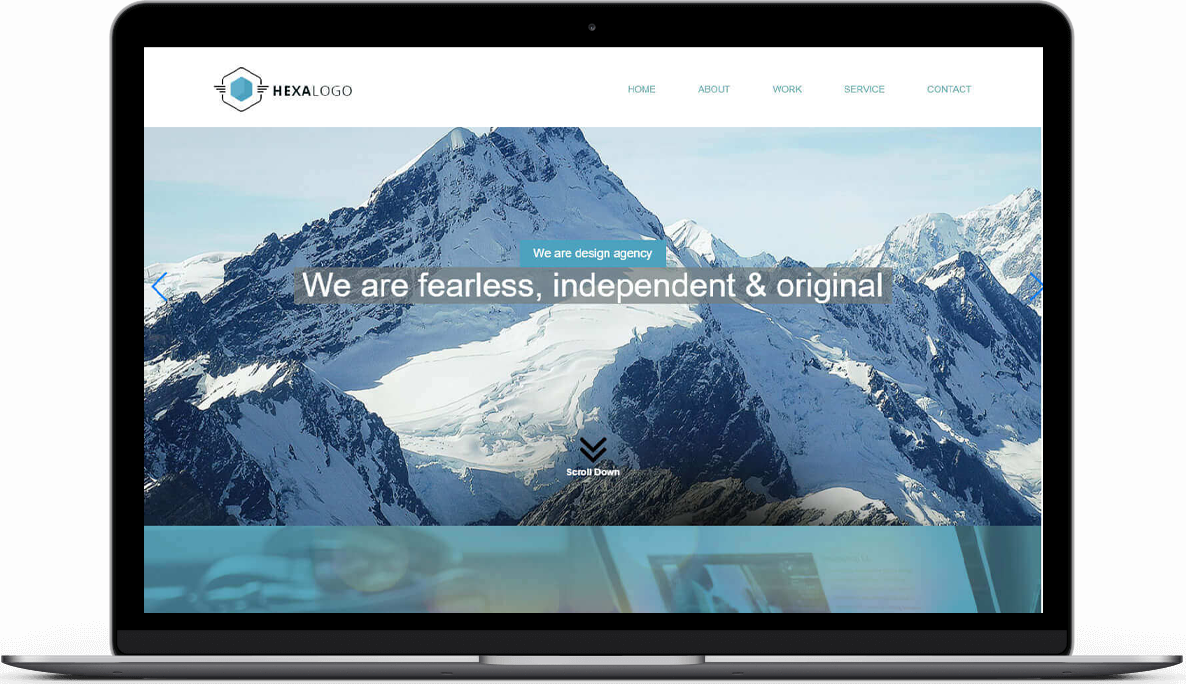 HEXALOGO
HOME ABOUT WORK SERVICE CONTACT
We are design agency
We are fearless, independent & original
Scroll Down